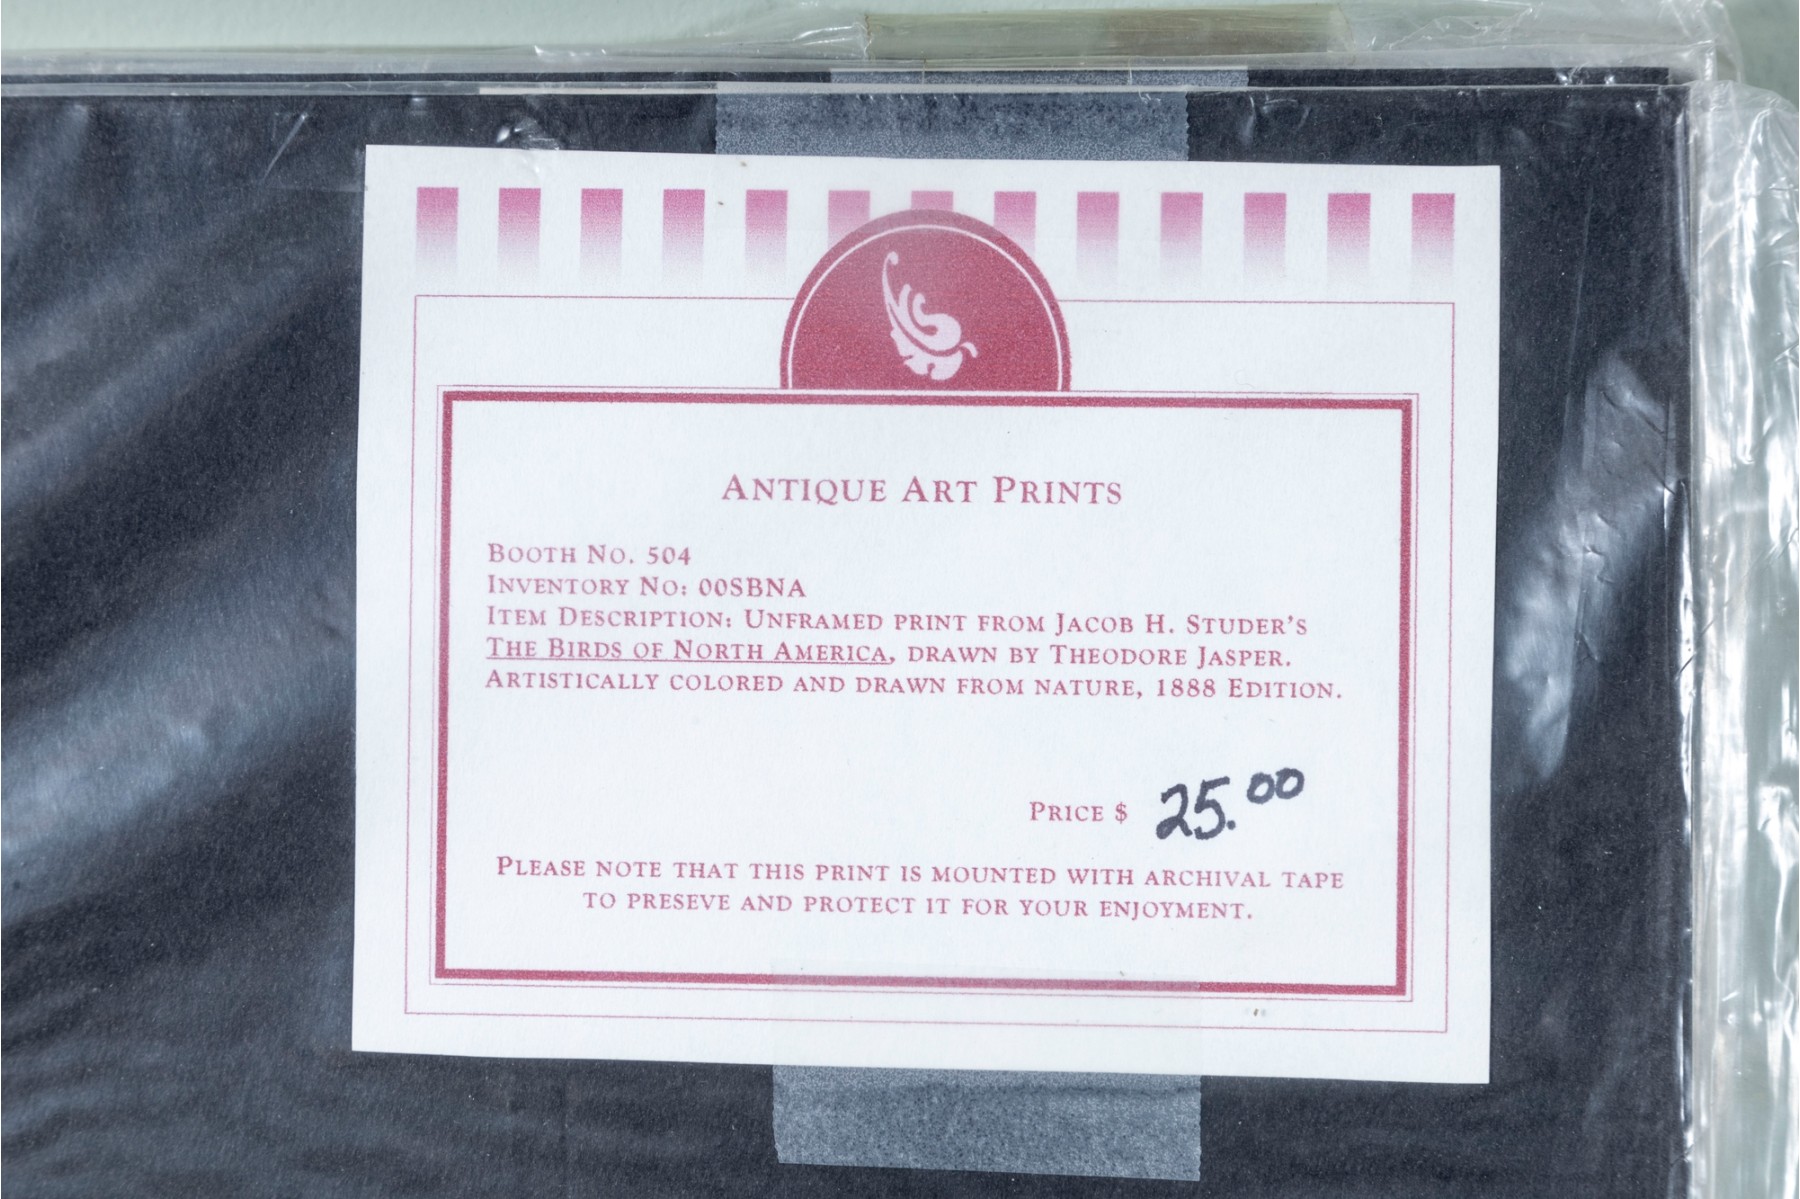 ANTIQUE ART PRINTS
BOOTH NO. 504
INVENTORY NO: 00SBNA
ITEM DESCRIPTION: UNFRAMED PRINT FROM JACOB H. STUDER'S
THE BIRDS OF NORTH AMERICA, DRAWN BY THEODORE JASPER.
ARTISTICALLY COLORED AND DRAWN FROM NATURE, 1888 EDITION.
PRICE $ 25.00
PLEASE NOTE THAT THIS PRINT IS MOUNTED WITH ARCHIVAL TAPE
TO PRESEVE AND PROTECT IT FOR YOUR ENJOYMENT.